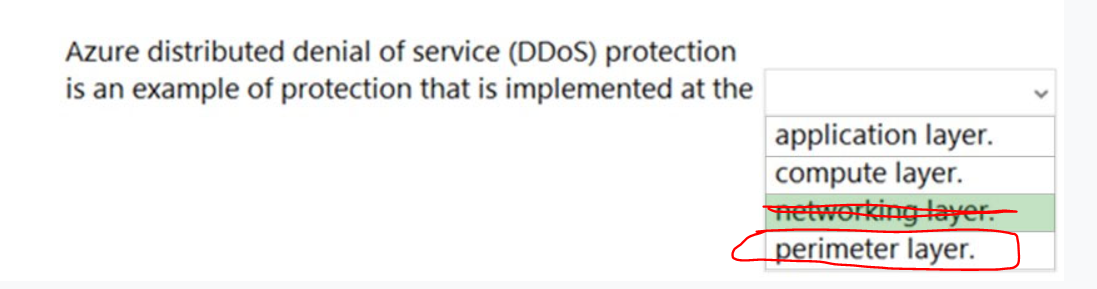 Azure distributed denial of service (DDoS) protection
is an example of protection that is implemented at the
application layer.
compute layer.
networking layer.
perimeter layer.